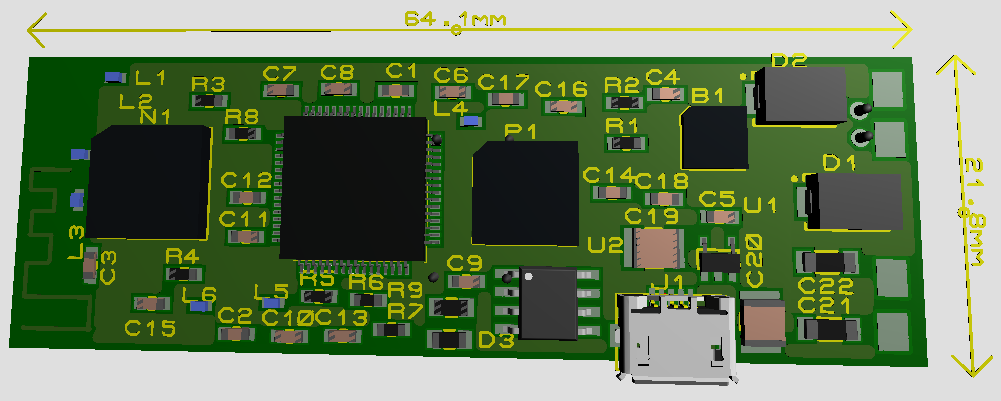 64.1mm
D2
L1 R3 C7 C8 C1 C6 C17 C16 R2 C4 B1
L2
N1 R8 L4 P1 R1
D1
21.8mm
C12 C14 C18 C5 U1
C11 C19 U2
L3 C3 R4 C9 C20
C15 L6 L5 R5 R6 R9 J1 C22
C2 C10 C13 R7 D3 C21